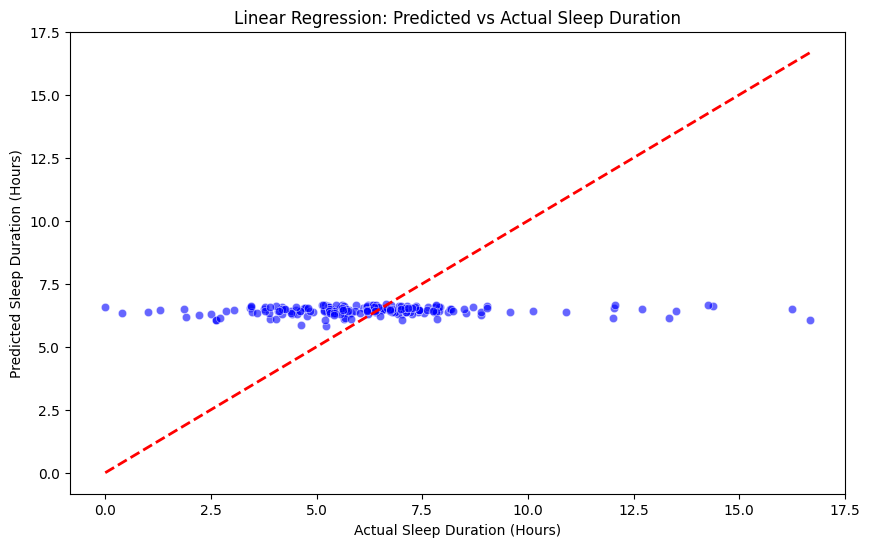 Linear Regression: Predicted vs Actual Sleep Duration
17.5
15.0
12.5
10.0
7.5
5.0
2.5
0.0
Predicted Sleep Duration (Hours)
0.0 2.5 5.0 7.5 10.0 12.5 15.0 17.5
Actual Sleep Duration (Hours)